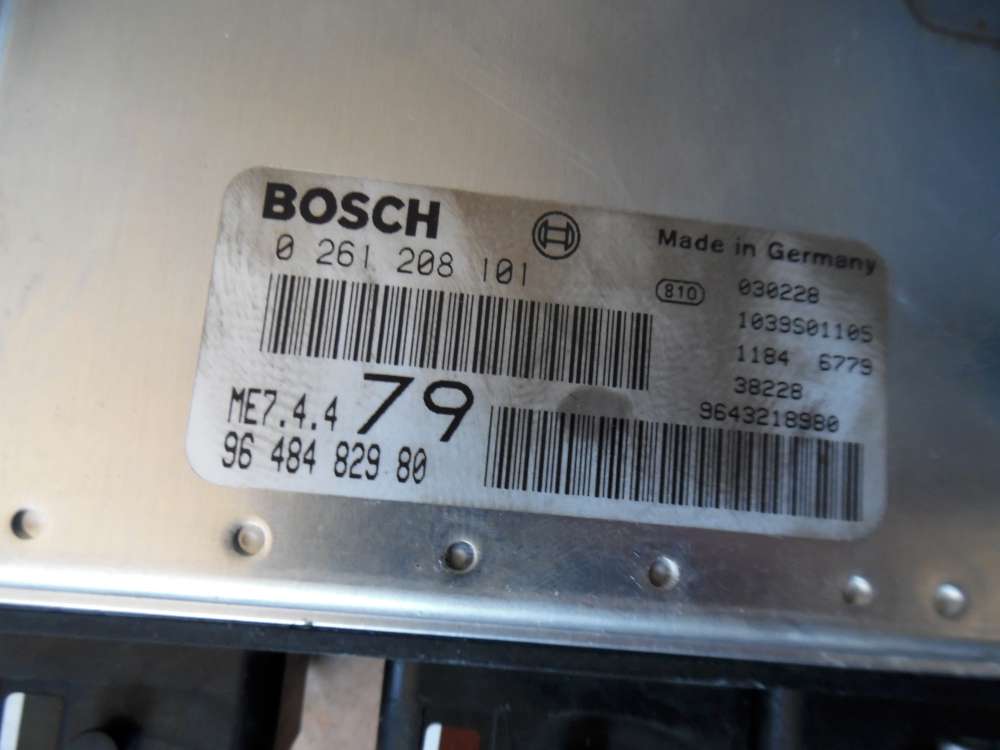 BOSCH
0 261 208 101
Made in Germany
810
030228
1039S01105
1184 6779
38228
9643218980
ME7.4.4
79
96 484 829 80